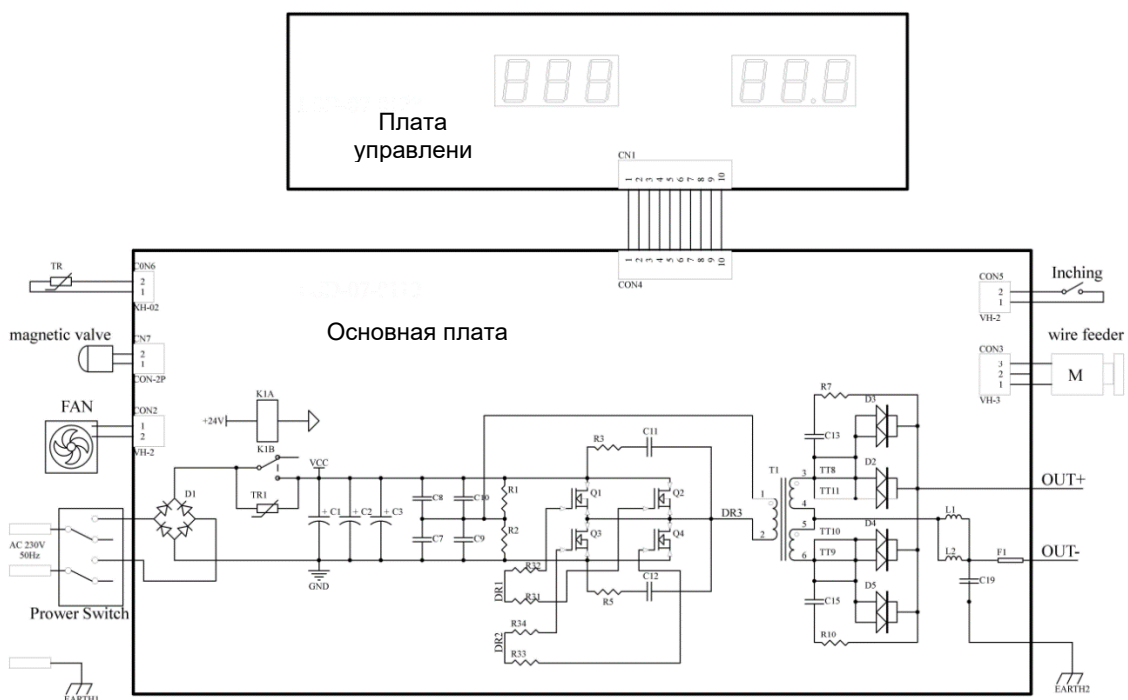 Плата
управлени
CN1
1 2 3 4 5 6 7 8 9 10
1 2 3 4 5 6 7 8 9 10
CON4
TR
C0N6
2
1
XH-02
CON5
Inching
2
1
VH-2
Основная плата
magnetic valve
CN7
2
1
CON-2P
wire feeder
CON3
3
2
1
VH-3
M
FAN
CON2
1
2
VH-2
K1A
+24V
K1B
VCC
TR1
D1
+ C1
+ C2
+ C3
C8
C10
R1
C7
C9
R2
GND
R3
C11
Q1
Q2
Q3
Q4
DR3
R32
R31
DR1
R34
R33
DR2
R5
C12
T1
1
2
3
4
5
6
R7
C13
D3
TT8
TT11
D2
TT10
TT9
D4
D5
C15
R10
OUT+
L1
L2
F1
OUT-
C19
EARTH2
AC 230V
50Hz
Prower Switch
EARTH1